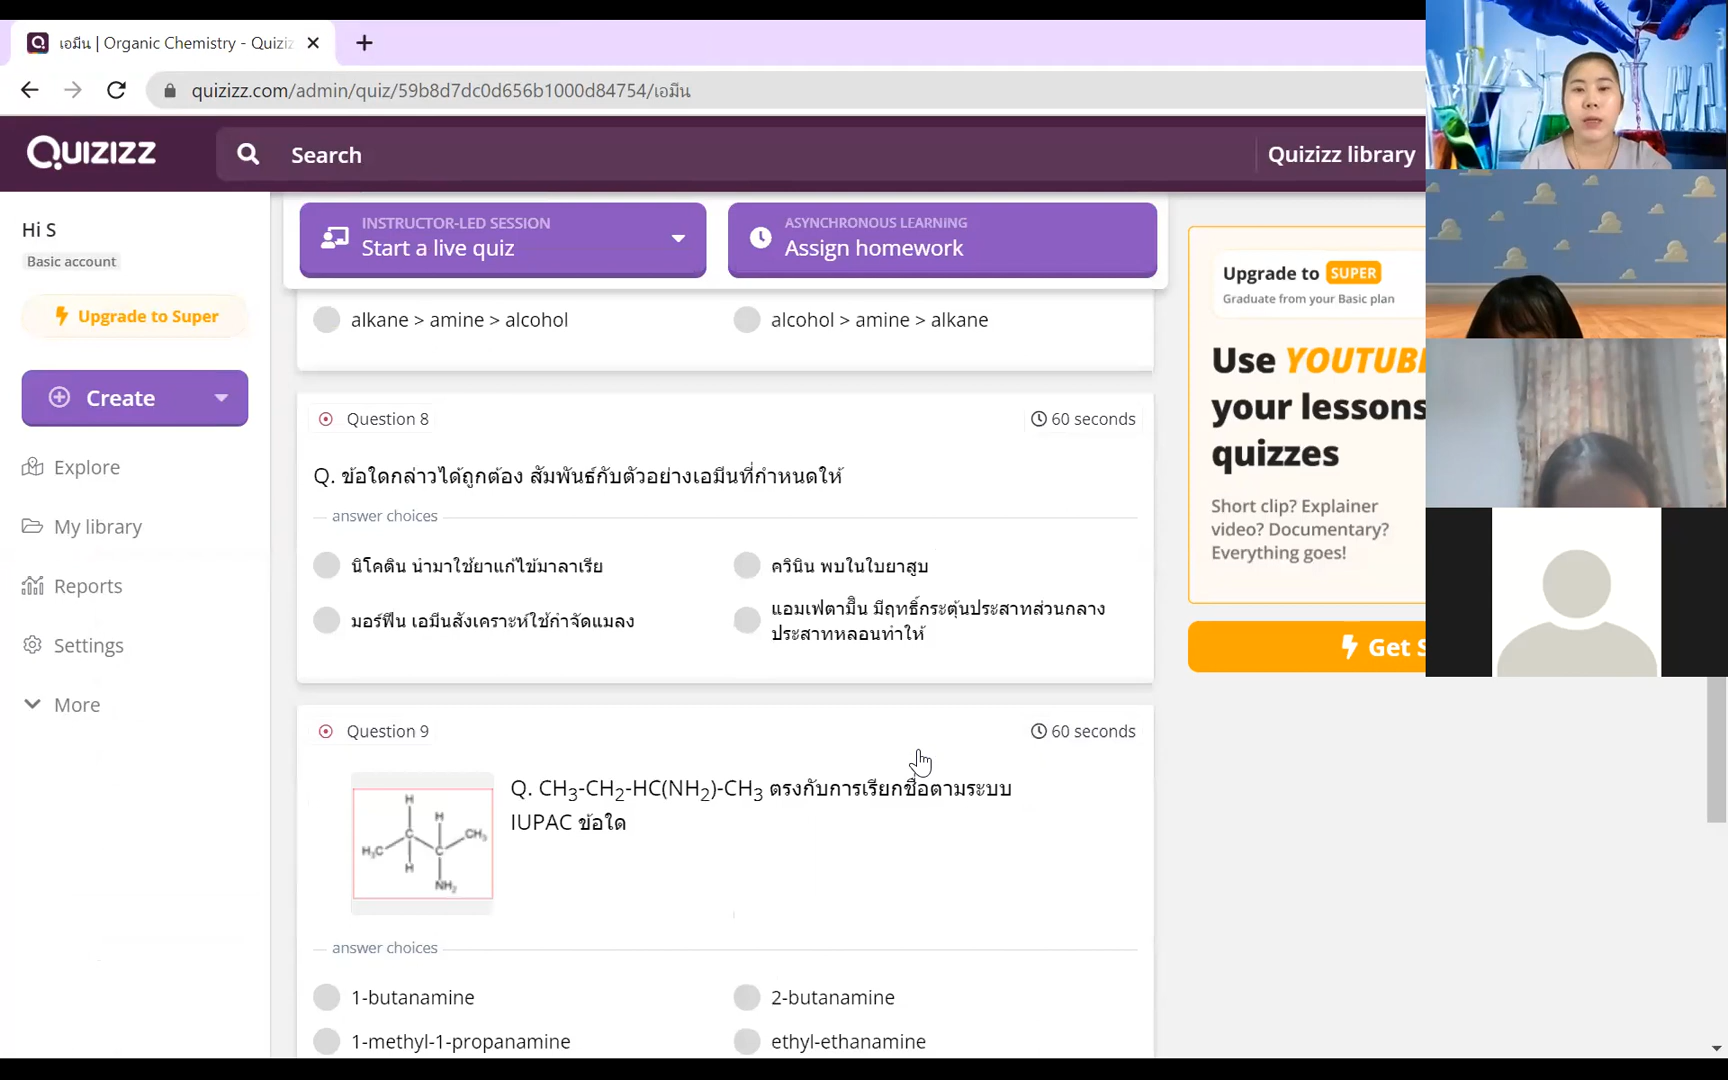 เอมีน | Organic Chemistry - Quiziz
quizizz.com/admin/quiz/59b8d7dc0d656b1000d84754/เอมีน
QUIZIZZ
Search
Quizizz library
Hi S
Basic account
Upgrade to Super
Create
Explore
My library
Reports
Settings
More
INSTRUCTOR-LED SESSION
Start a live quiz
ASYNCHRONOUS LEARNING
Assign homework
alkane > amine > alcohol
alcohol > amine > alkane
Question 8
60 seconds
Q. ข้อใดกล่าวได้ถูกต้อง สัมพันธ์กับตัวอย่างเอมีนที่กำหนดให้
answer choices
นิโคติน นำมาใช้ยาแก้ไข้มาลาเรีย
ควินิน พบในใบยาสูบ
มอร์ฟีน เอมีนสังเคราะห์ใช้กำจัดแมลง
แอมเฟตามีีน มีฤทธิ์กระตุ้นประสาทส่วนกลาง
ประสาทหลอนทำให้
Question 9
60 seconds
H
H
H₃C
C
C
CH₃
H
NH₂
Q. CH₃-CH₂-HC(NH₂)-CH₃ ตรงกับการเรียกชื่อตามระบบ
IUPAC ข้อใด
answer choices
1-butanamine
2-butanamine
1-methyl-1-propanamine
ethyl-ethanamine
Upgrade to SUPER
Graduate from your Basic plan
Use YOUTUBE
your lessons
quizzes
Short clip? Explainer
video? Documentary?
Everything goes!
Get S